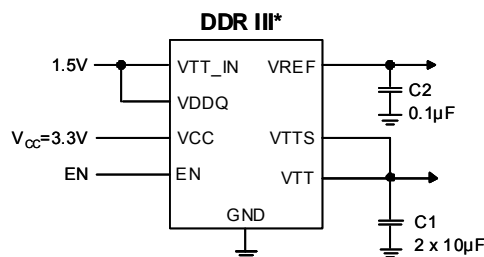 DDR III*
1.5V
VTT_IN
VREF
VDDQ
C2
0.1µF
V_CC=3.3V
VCC
VTTS
EN
EN
VTT
GND
C1
2 x 10µF